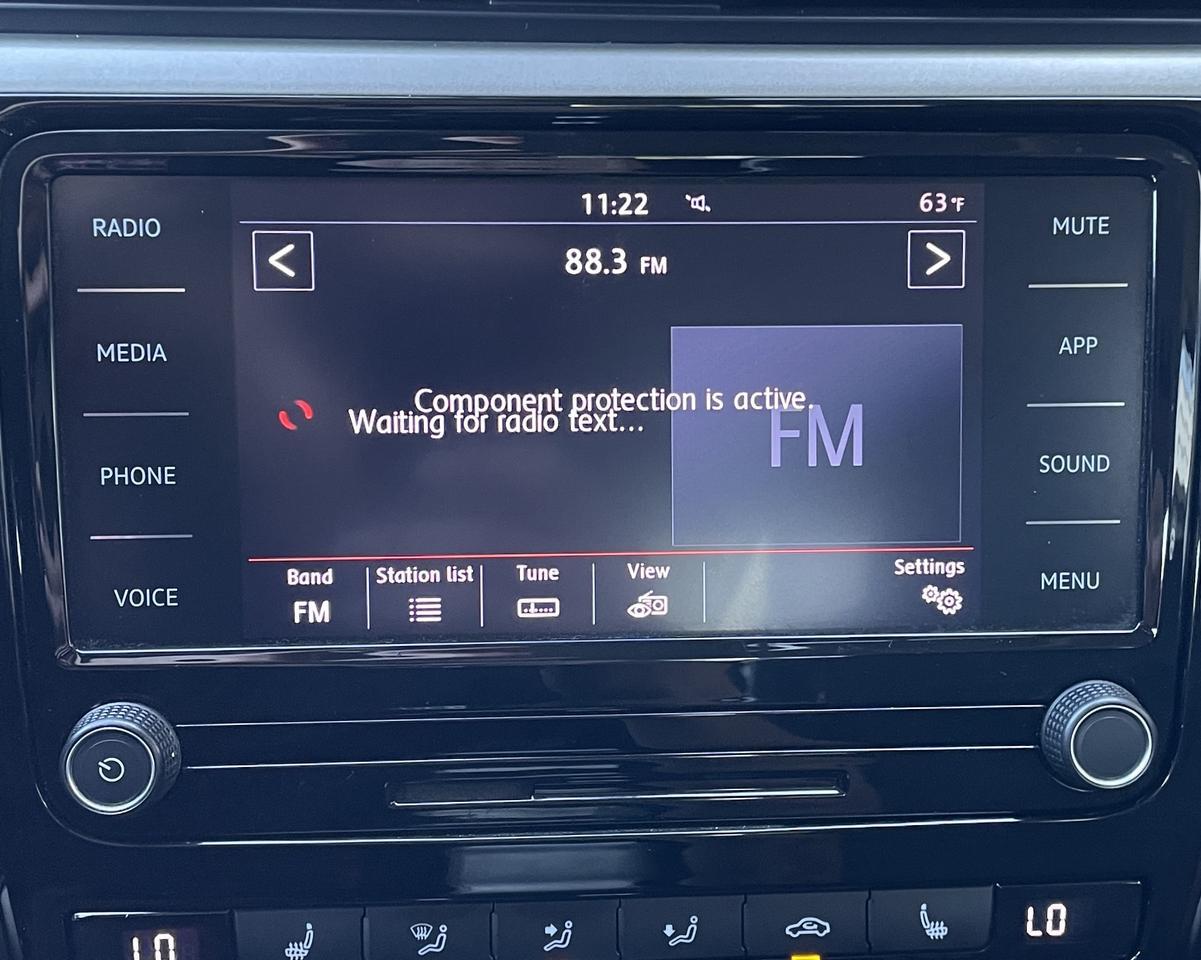 11:22 63°F
RADIO
MUTE
88.3 FM
MEDIA
APP
Component protection is active.
Waiting for radio text...
FM
PHONE
SOUND
Band Station list Tune View Settings
FM
VOICE
MENU
LO LO